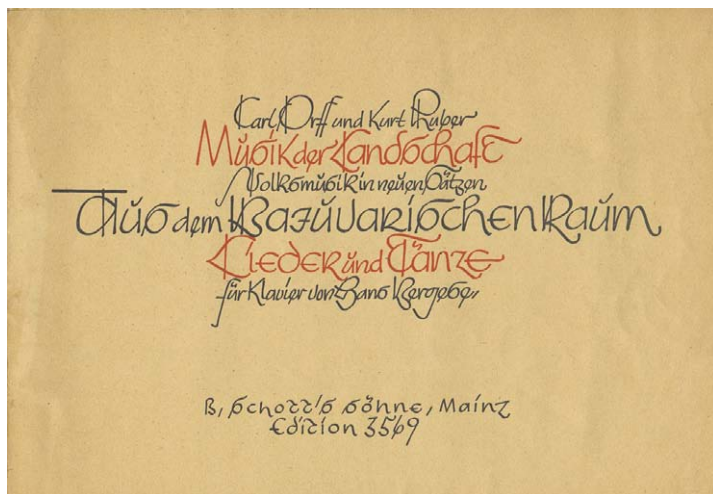 Carl Orff und Kurt Huber
Musik der Landschaft
Volksmusik in neuen Sätzen
Aus dem Bajuvarischen Raum
Lieder und Tänze
für Klavier von Hans Bergese
B, Schott's Söhne, Mainz
Edition 3569